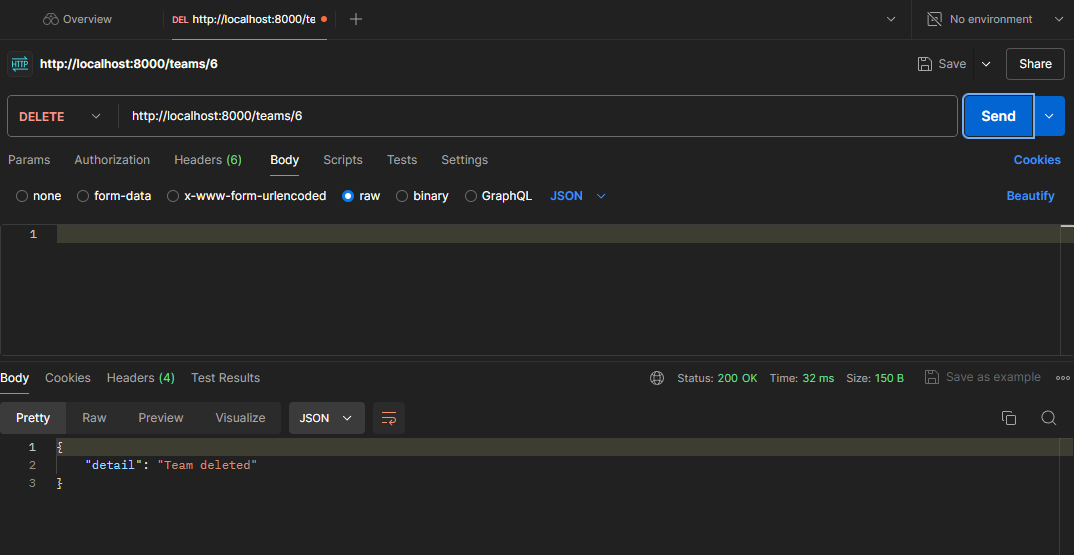 Overview
DEL http://localhost:8000/te
No environment
HTTP http://localhost:8000/teams/6
Save
Share
DELETE http://localhost:8000/teams/6
Send
Params Authorization Headers (6) Body Scripts Tests Settings Cookies
none form-data x-www-form-urlencoded raw binary GraphQL JSON Beautify
1
Body Cookies Headers (4) Test Results Status: 200 OK Time: 32 ms Size: 150 B Save as example
Pretty Raw Preview Visualize JSON
1 {
2 "detail": "Team deleted"
3 }